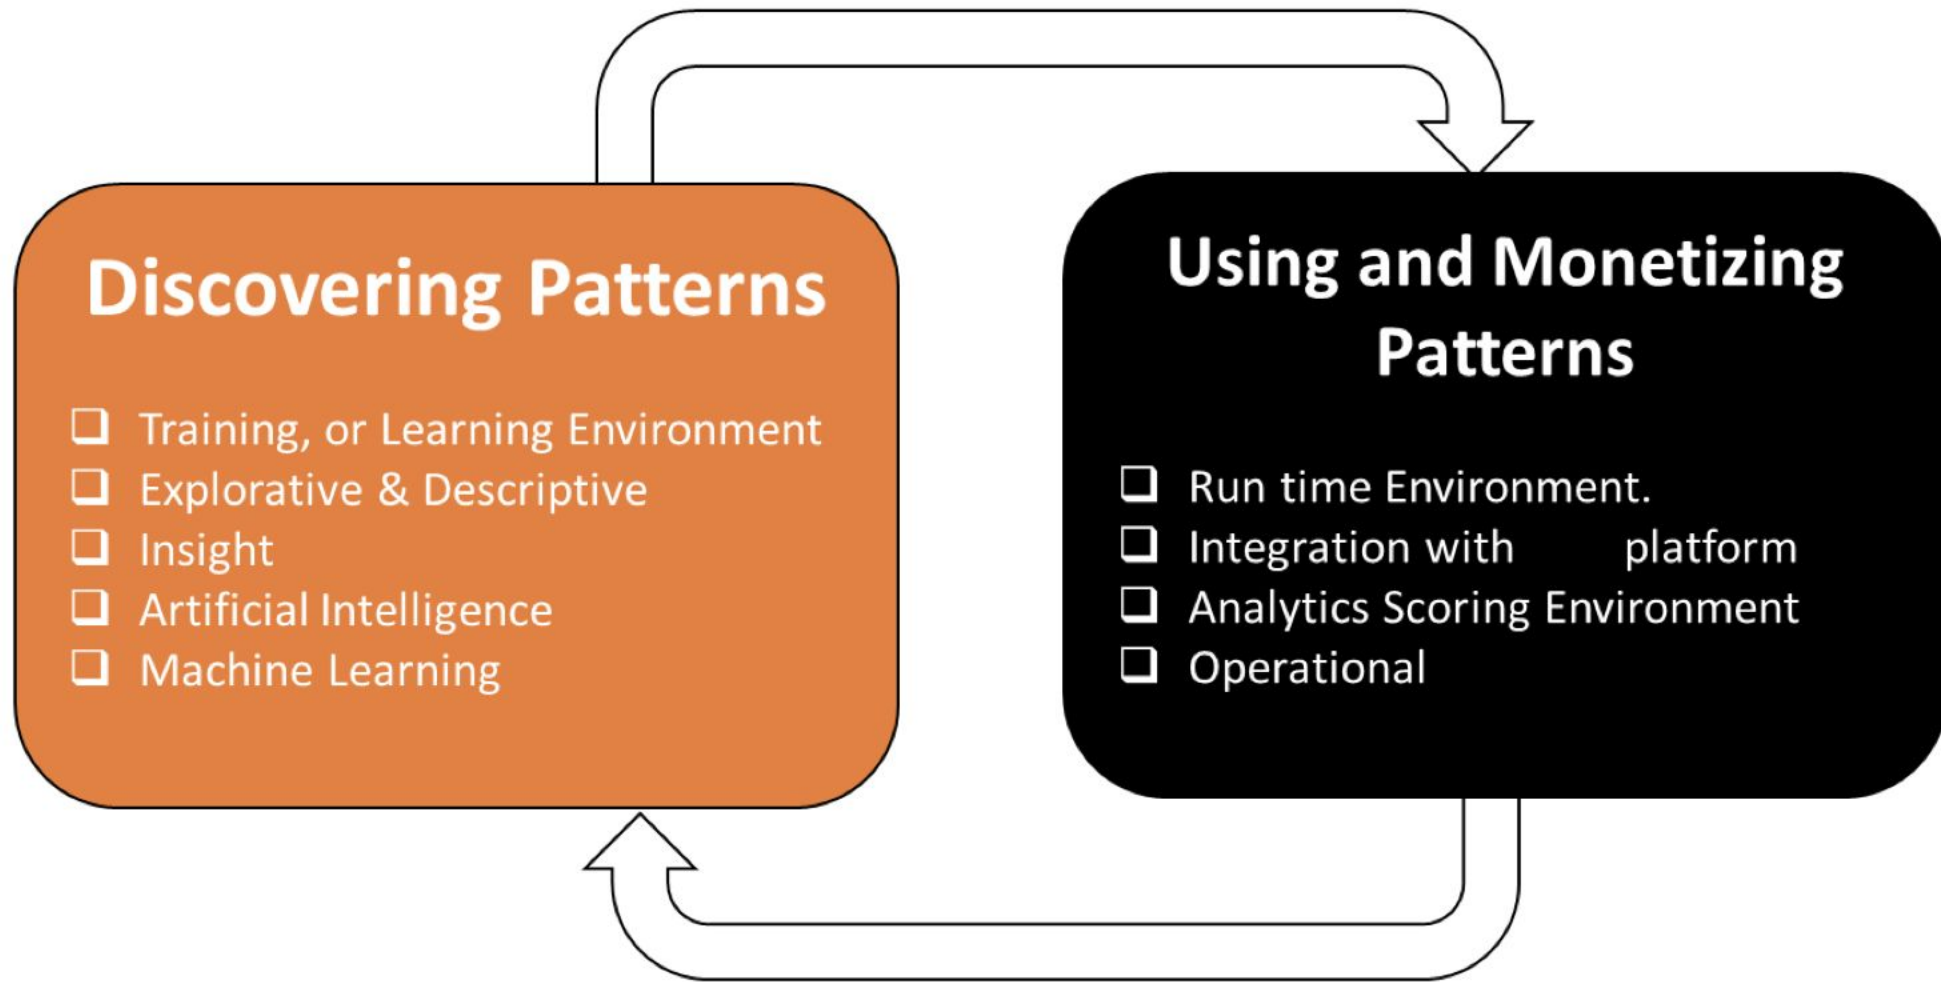 Discovering Patterns
Training, or Learning Environment
Explorative & Descriptive
Insight
Artificial Intelligence
Machine Learning
Using and Monetizing
Patterns
Run time Environment.
Integration with platform
Analytics Scoring Environment
Operational